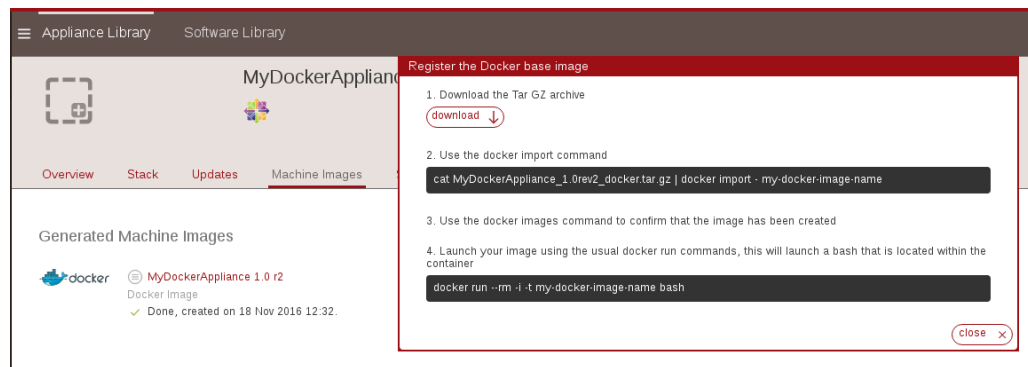 Appliance Library
Software Library
MyDockerApplian
Overview
Stack
Updates
Machine Images
Generated Machine Images
docker
MyDockerAppliance 1.0 r2
Docker Image
Done, created on 18 Nov 2016 12:32.
Register the Docker base image
1. Download the Tar GZ archive
download
2. Use the docker import command
cat MyDockerAppliance_1.0rev2_docker.tar.gz | docker import - my-docker-image-name
3. Use the docker images command to confirm that the image has been created
4. Launch your image using the usual docker run commands, this will launch a bash that is located within the
container
docker run --rm -i -t my-docker-image-name bash
close